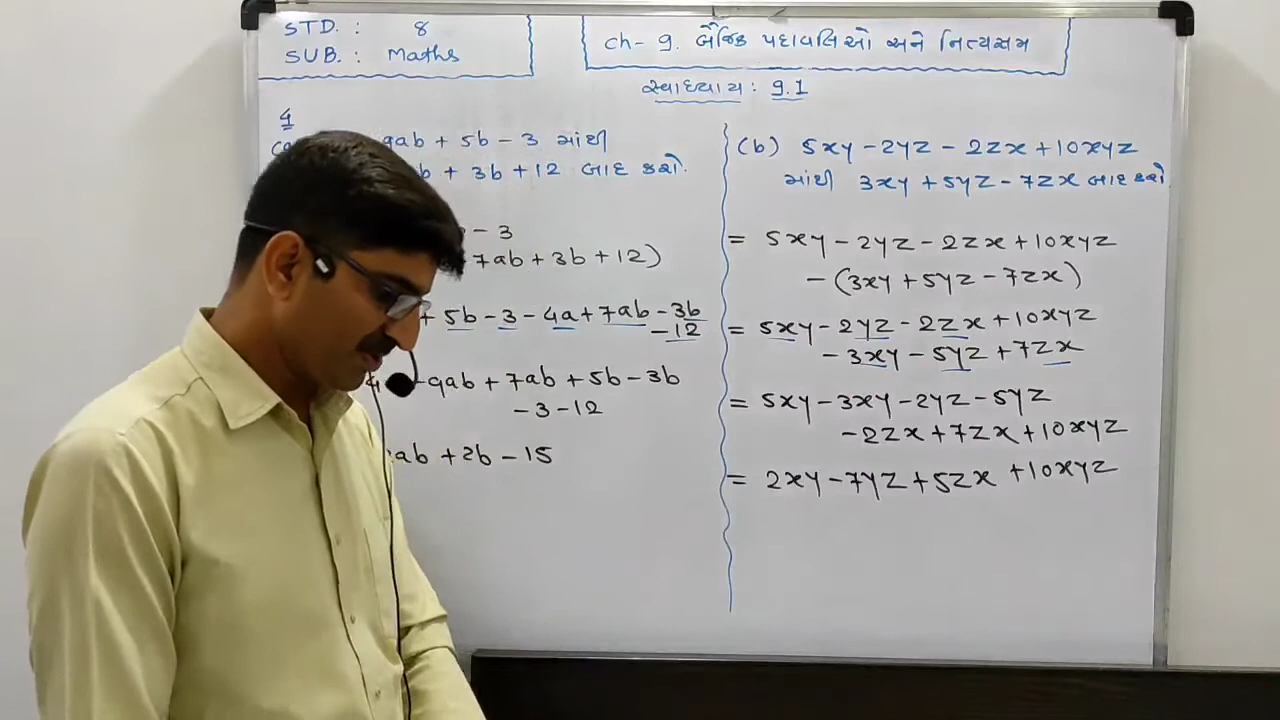 STD. : 8
SUB. : Maths
Ch- 9. બૈજિક પદાવલિઓ અને નિત્યસમ
સ્વાધ્યાય : 9.1
4
9ab + 5b - 3 માંથી
b + 3b + 12 બાદ કરો.
- 3
7ab + 3b + 12)
+ 5b - 3 - 4a + 7ab - 3b
- 12
- 9ab + 7ab + 5b - 3b
- 3 - 12
ab + 2b - 15
(b) 5xy - 2yz - 2zx + 10xyz
માંથી 3xy + 5yz - 7zx બાદ કરો
= 5xy - 2yz - 2zx + 10xyz
- (3xy + 5yz - 7zx)
= 5xy - 2yz - 2zx + 10xyz
- 3xy - 5yz + 7zx
= 5xy - 3xy - 2yz - 5yz
- 2zx + 7zx + 10xyz
= 2xy - 7yz + 5zx + 10xyz